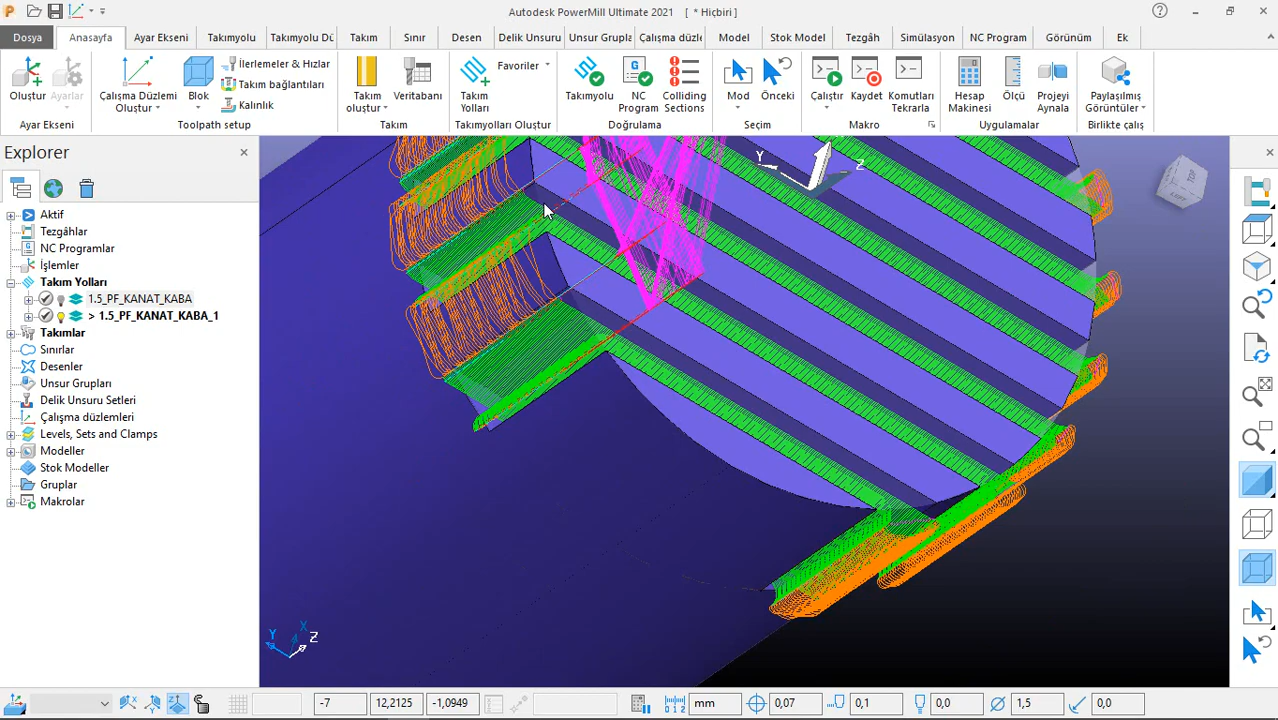 Autodesk PowerMill Ultimate 2021 [ * Hiçbiri ]
Dosya Anasayfa Ayar Ekseni Takımyolu Takımyolu Dü Takım Sınır Desen Delik Unsuru Unsur Grupla Çalışma düzle Model Stok Model Tezgâh Simülasyon NC Program Görünüm Ek
Oluştur Ayarlar
Ayar Ekseni
Çalışma Düzlemi Oluştur Blok İlerlemeler & Hızlar
Takım bağlantıları
Kalınlık
Toolpath setup
Takım oluştur Veritabanı
Takım
Takım Yolları Favoriler
Takımyolları Oluştur
Takımyolu NC Program Colliding Sections
Doğrulama
Mod Önceki
Seçim
Çalıştır Kaydet Komutları Tekrarla
Makro
Hesap Makinesi Ölçü Projeyi Aynala
Uygulamalar
Paylaşılmış Görüntüler
Birlikte çalış
Explorer
Aktif
Tezgâhlar
NC Programlar
İşlemler
Takım Yolları
1.5_PF_KANAT_KABA
> 1.5_PF_KANAT_KABA_1
Takımlar
Sınırlar
Desenler
Unsur Grupları
Delik Unsuru Setleri
Çalışma düzlemleri
Levels, Sets and Clamps
Modeller
Stok Modeller
Gruplar
Makrolar
Y Z
TOP
X
Y Z
-7 12,2125 -1,0949 mm 0,07 0,1 0,0 1,5 0,0